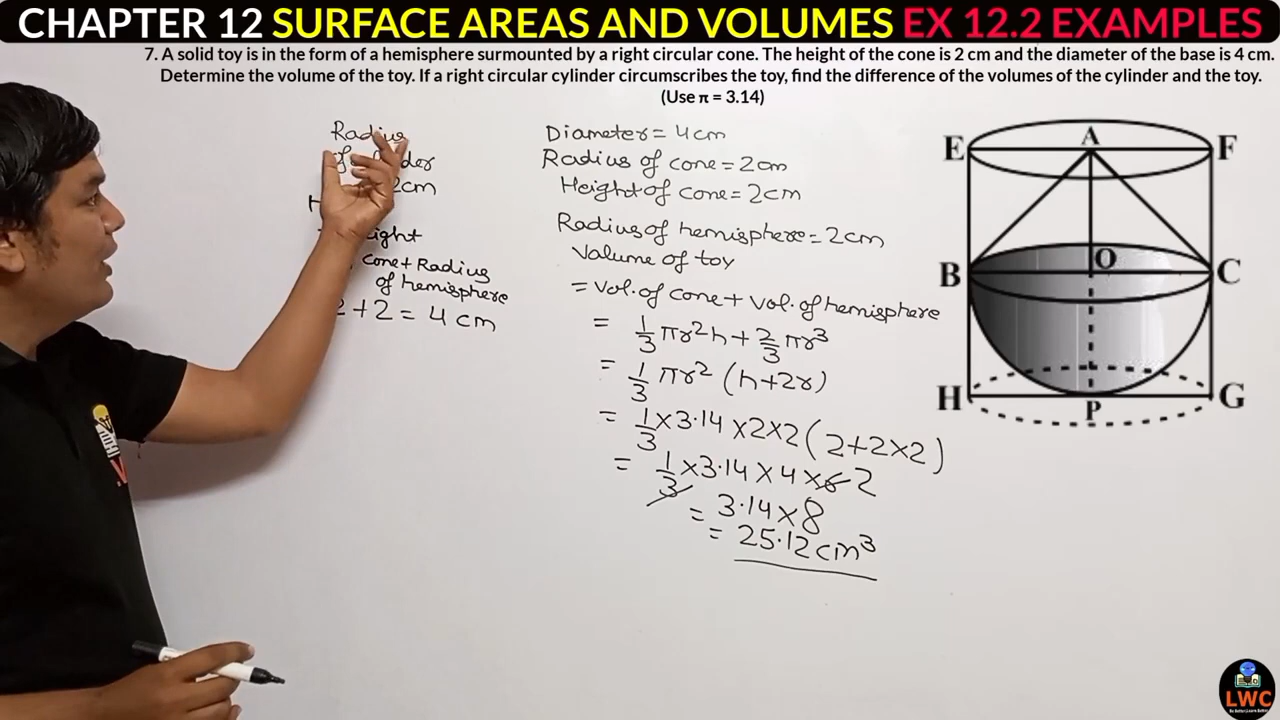 CHAPTER 12 SURFACE AREAS AND VOLUMES EX 12.2 EXAMPLES
7. A solid toy is in the form of a hemisphere surmounted by a right circular cone. The height of the cone is 2 cm and the diameter of the base is 4 cm.
Determine the volume of the toy. If a right circular cylinder circumscribes the toy, find the difference of the volumes of the cylinder and the toy.
(Use π = 3.14)
Radius
2cm
Cone + Radius
of hemisphere
2 + 2 = 4 cm
Diameter = 4cm
Radius of cone = 2cm
Height of cone = 2cm
Radius of hemisphere = 2cm
Volume of toy
= Vol. of cone + Vol. of hemisphere
= 1/3 πr²h + 2/3 πr³
= 1/3 πr² (h+2r)
= 1/3 × 3.14 × 2 × 2 (2+2×2)
= 1/3 × 3.14 × 4 × 6 2
= 3.14 × 8
= 25.12 cm³
E A F
B O C
H P G
LWC